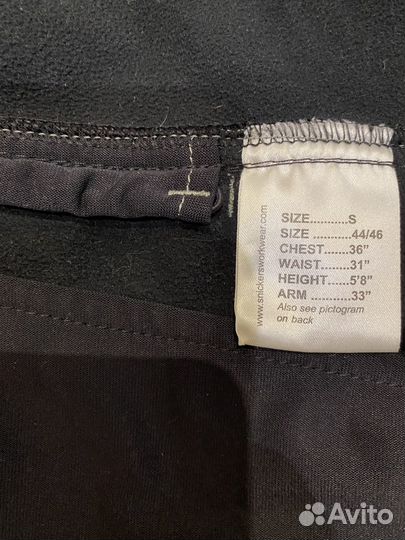 SIZE...........S
SIZE ..........44/46
CHEST.......36”
WAIST........31”
HEIGHT......5'8”
ARM ..........33”
Also see pictogram
on back
www.snickersworkwear.com
Avito